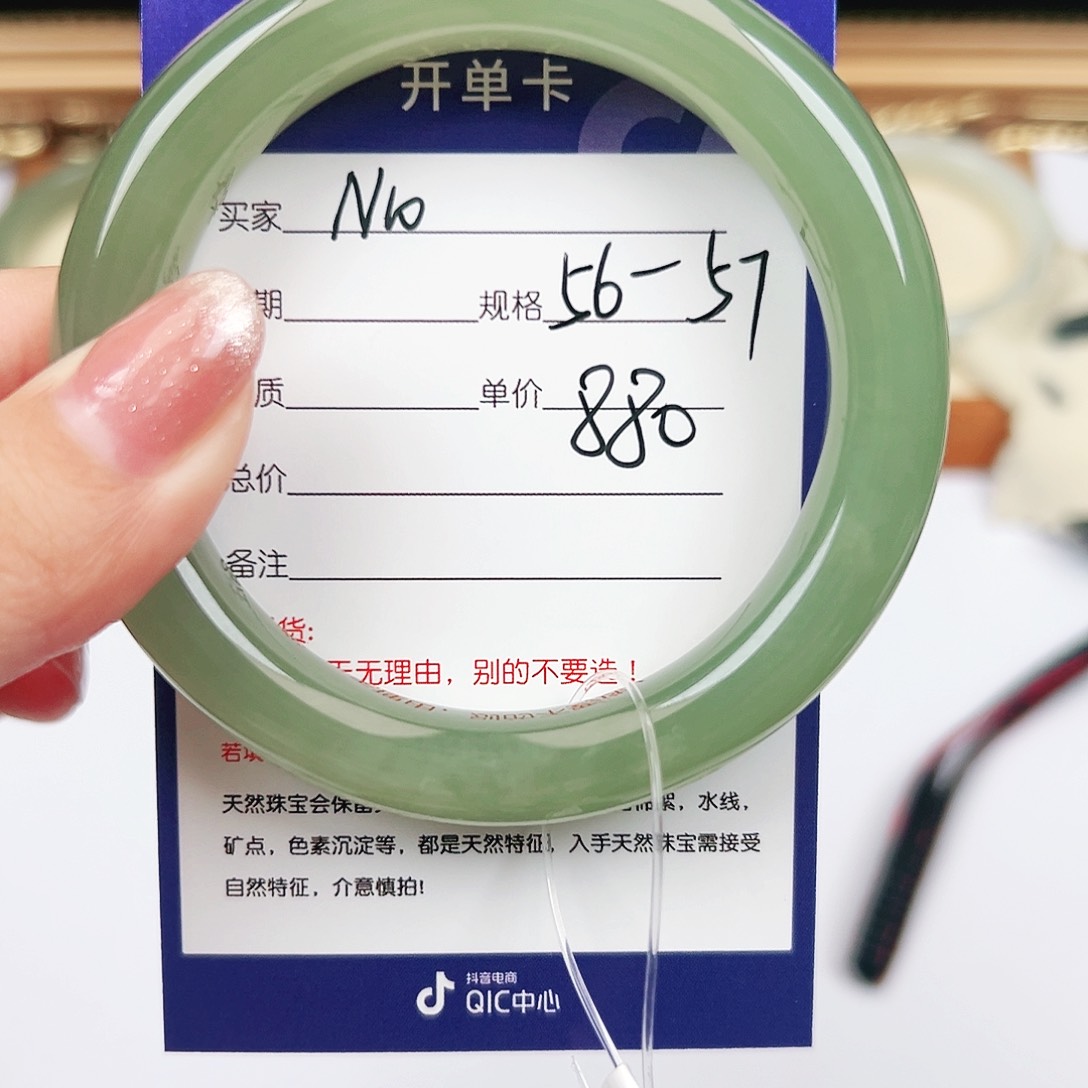 开单卡
买家 N10
期 规格 56-57
质 单价 880
总价
备注
货:
无理由，别的不要选！
若
天然珠宝会保留 絮，水线，
矿点，色素沉淀等，都是天然特征，入手天然珠宝需接受
自然特征，介意慎拍!
抖音电商
QIC中心